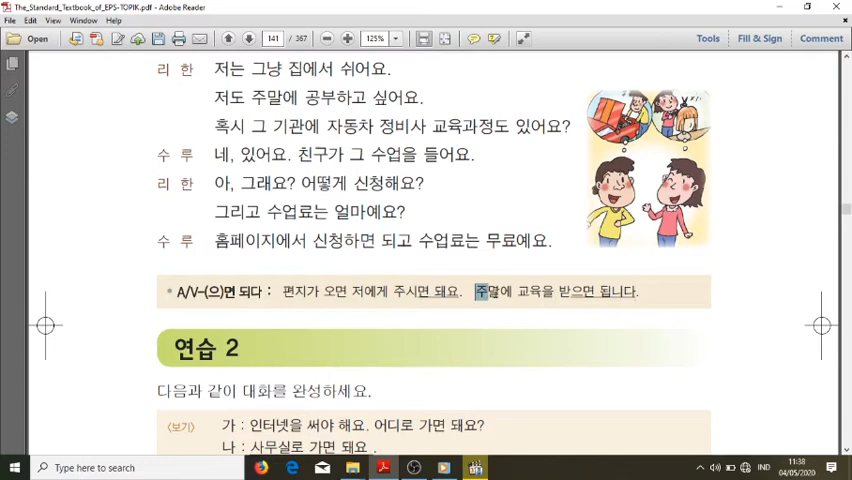 The_Standard_Textbook_of_EPS-TOPIK.pdf - Adobe Reader
File Edit View Window Help
Open 141 / 367 125% Tools Fill & Sign Comment
리 한 저는 그냥 집에서 쉬어요.
저도 주말에 공부하고 싶어요.
혹시 그 기관에 자동차 정비사 교육과정도 있어요?
수 루 네, 있어요. 친구가 그 수업을 들어요.
리 한 아, 그래요? 어떻게 신청해요?
그리고 수업료는 얼마예요?
수 루 홈페이지에서 신청하면 되고 수업료는 무료예요.
• A/V-(으)면 되다 : 편지가 오면 저에게 주시면 돼요. 주말에 교육을 받으면 됩니다.
연습 2
다음과 같이 대화를 완성하세요.
<보기> 가 : 인터넷을 써야 해요. 어디로 가면 돼요?
나 : 사무실로 가면 돼요 .
Type here to search
IND
11:38
04/05/2020